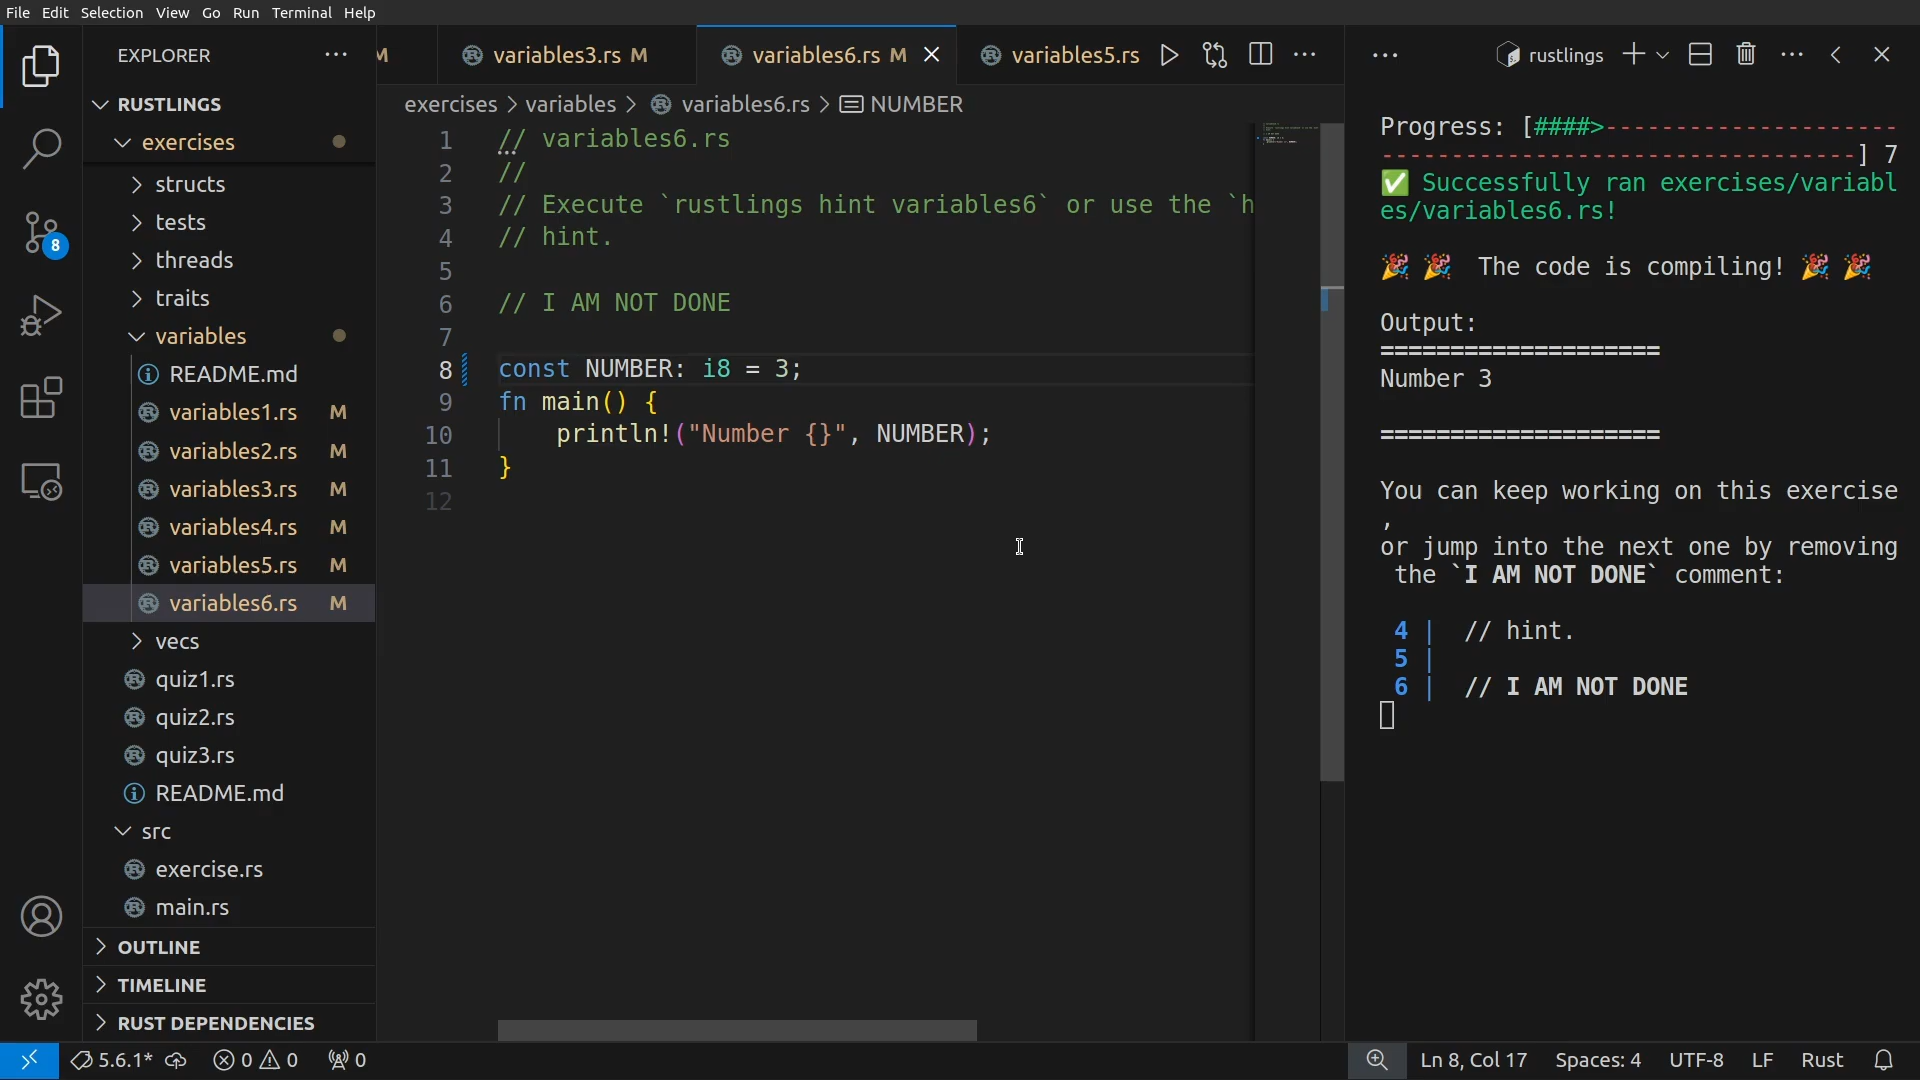 File Edit Selection View Go Run Terminal Help
EXPLORER
RUSTLINGS
exercises
structs
tests
threads
traits
variables
README.md
variables1.rs M
variables2.rs M
variables3.rs M
variables4.rs M
variables5.rs M
variables6.rs M
vecs
quiz1.rs
quiz2.rs
quiz3.rs
README.md
src
exercise.rs
main.rs
OUTLINE
TIMELINE
RUST DEPENDENCIES
8
M variables3.rs M variables6.rs M variables5.rs
exercises > variables > variables6.rs > NUMBER
1 // variables6.rs
2 //
3 // Execute `rustlings hint variables6` or use the `h
4 // hint.
5
6 // I AM NOT DONE
7
8 const NUMBER: i8 = 3;
9 fn main() {
10 println!("Number {}", NUMBER);
11 }
12
rustlings
Progress: [####>---------------------
----------------------------------] 7
✅ Successfully ran exercises/variabl
es/variables6.rs!
🎉 🎉 The code is compiling! 🎉 🎉
Output:
====================
Number 3
====================
You can keep working on this exercise
,
or jump into the next one by removing
the `I AM NOT DONE` comment:
4 | // hint.
5 |
6 | // I AM NOT DONE
5.6.1* 0 0 0 Ln 8, Col 17 Spaces: 4 UTF-8 LF Rust